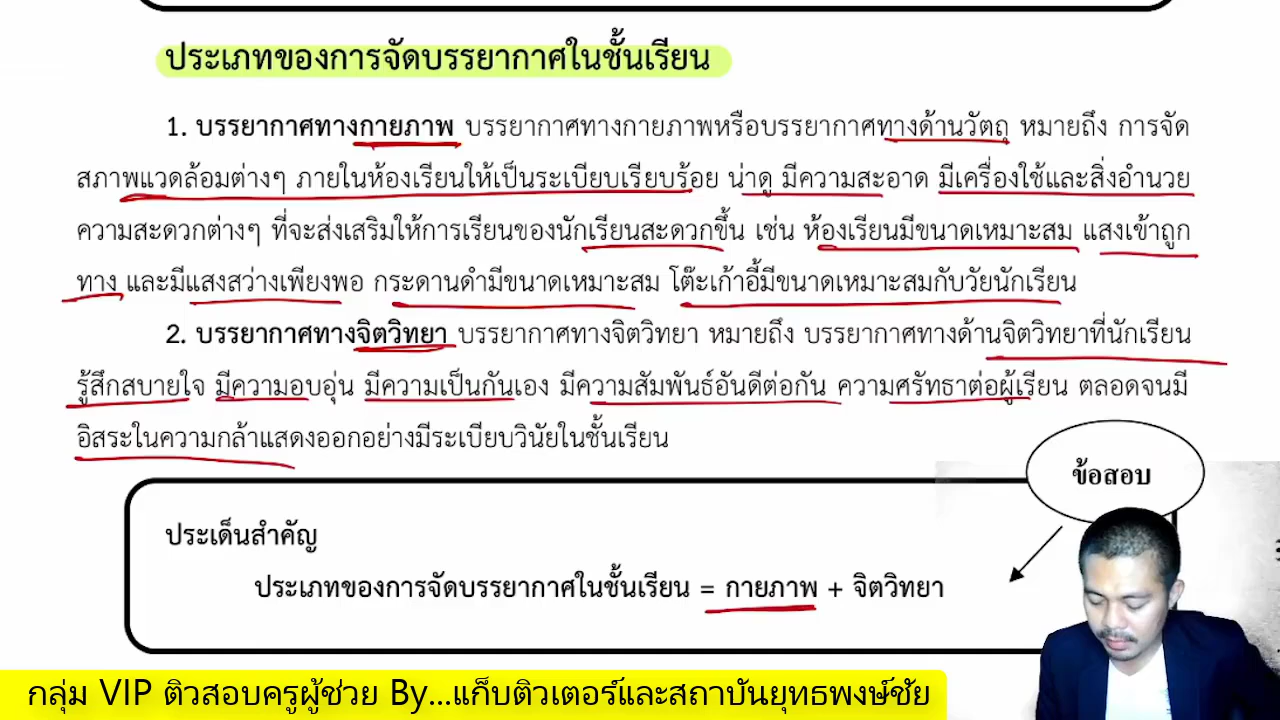 ประเภทของการจัดบรรยากาศในชั้นเรียน
1. บรรยากาศทางกายภาพ บรรยากาศทางกายภาพหรือบรรยากาศทางด้านวัตถุ หมายถึง การจัด
สภาพแวดล้อมต่างๆ ภายในห้องเรียนให้เป็นระเบียบเรียบร้อย น่าดู มีความสะอาด มีเครื่องใช้และสิ่งอำนวย
ความสะดวกต่างๆ ที่จะส่งเสริมให้การเรียนของนักเรียนสะดวกขึ้น เช่น ห้องเรียนมีขนาดเหมาะสม แสงเข้าถูก
ทาง และมีแสงสว่างเพียงพอ กระดานดำมีขนาดเหมาะสม โต๊ะเก้าอี้มีขนาดเหมาะสมกับวัยนักเรียน
2. บรรยากาศทางจิตวิทยา บรรยากาศทางจิตวิทยา หมายถึง บรรยากาศทางด้านจิตวิทยาที่นักเรียน
รู้สึกสบายใจ มีความอบอุ่น มีความเป็นกันเอง มีความสัมพันธ์อันดีต่อกัน ความศรัทธาต่อผู้เรียน ตลอดจนมี
อิสระในความกล้าแสดงออกอย่างมีระเบียบวินัยในชั้นเรียน
ข้อสอบ
ประเด็นสำคัญ
ประเภทของการจัดบรรยากาศในชั้นเรียน = กายภาพ + จิตวิทยา
กลุ่ม VIP ติวสอบครูผู้ช่วย By...แก็บติวเตอร์และสถาบันยุทธพงษ์ชัย